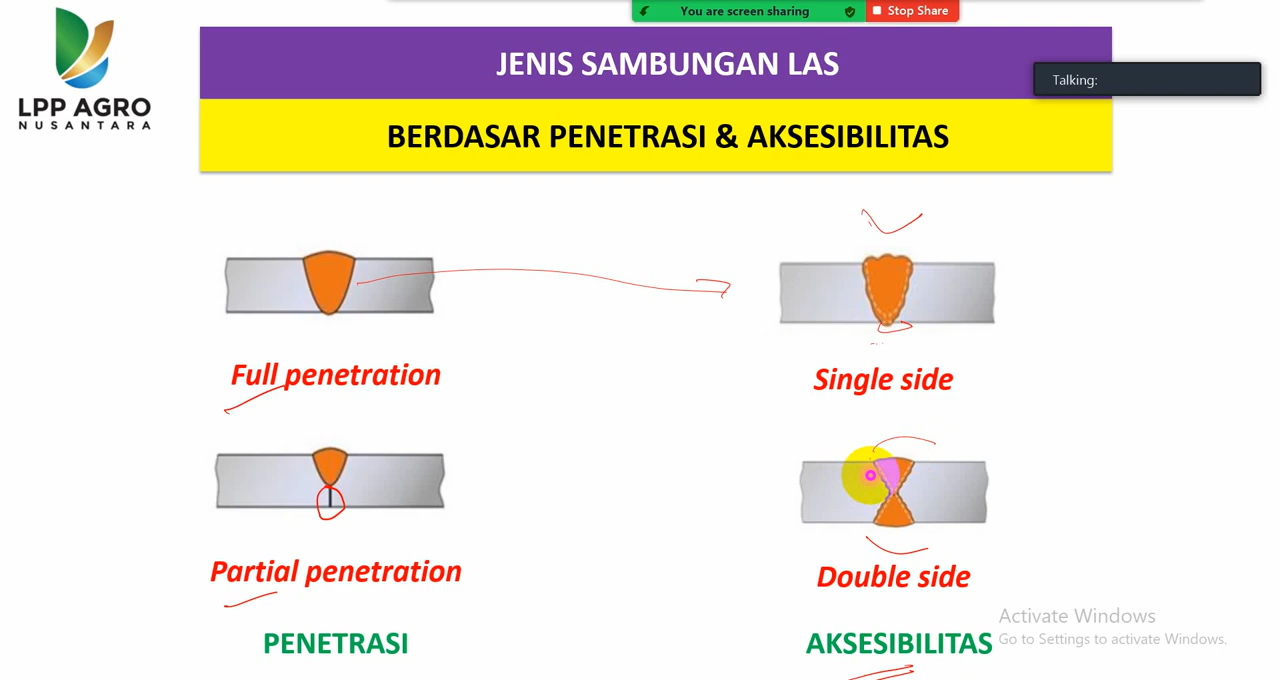 You are screen sharing
Stop Share
LPP AGRO
NUSANTARA
JENIS SAMBUNGAN LAS
Talking:
BERDASAR PENETRASI & AKSESIBILITAS
Full penetration
Single side
Partial penetration
Double side
PENETRASI
AKSESIBILITAS
Activate Windows
Go to Settings to activate Windows.